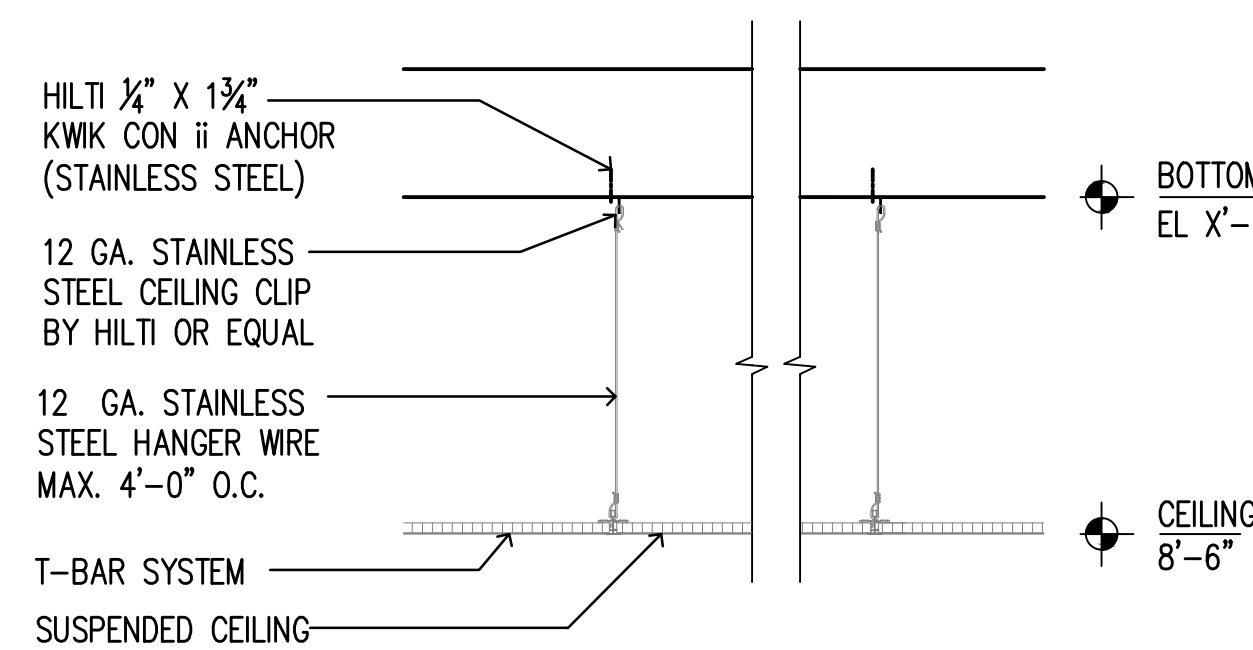 HILTI ¼" X 1¾"
KWIK CON ii ANCHOR
(STAINLESS STEEL)
12 GA. STAINLESS
STEEL CEILING CLIP
BY HILTI OR EQUAL
12 GA. STAINLESS
STEEL HANGER WIRE
MAX. 4'-0" O.C.
T-BAR SYSTEM
SUSPENDED CEILING
BOTTOM
EL X'-
CEILING
8'-6"